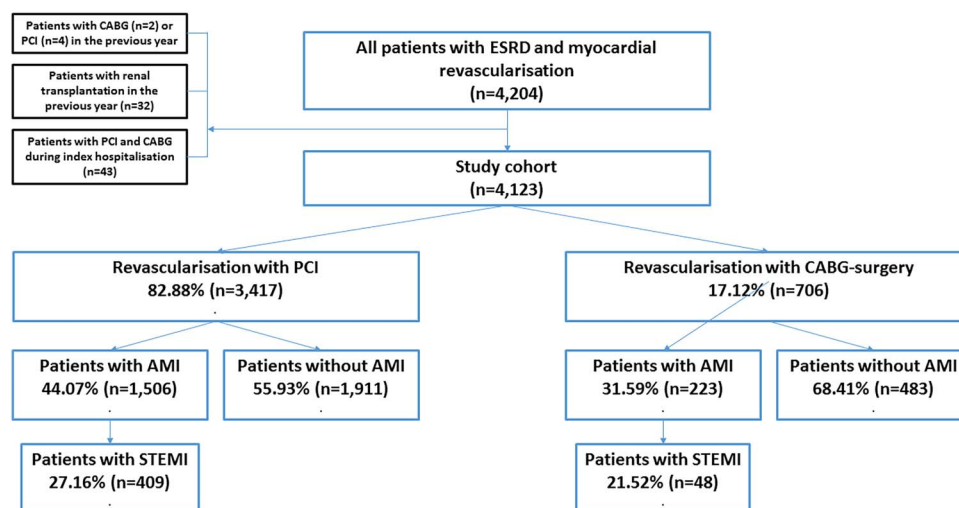 Patients with CABG (n=2) or
PCI (n=4) in the previous year
Patients with renal
transplantation in the
previous year (n=32)
Patients with PCI and CABG
during index hospitalisation
(n=43)
All patients with ESRD and myocardial
revascularisation
(n=4,204)
Study cohort
(n=4,123)
Revascularisation with PCI
82.88% (n=3,417)
.
Revascularisation with CABG-surgery
17.12% (n=706)
.
Patients with AMI
44.07% (n=1,506)
.
Patients without AMI
55.93% (n=1,911)
.
Patients with AMI
31.59% (n=223)
.
Patients without AMI
68.41% (n=483)
.
Patients with STEMI
27.16% (n=409)
.
Patients with STEMI
21.52% (n=48)
.